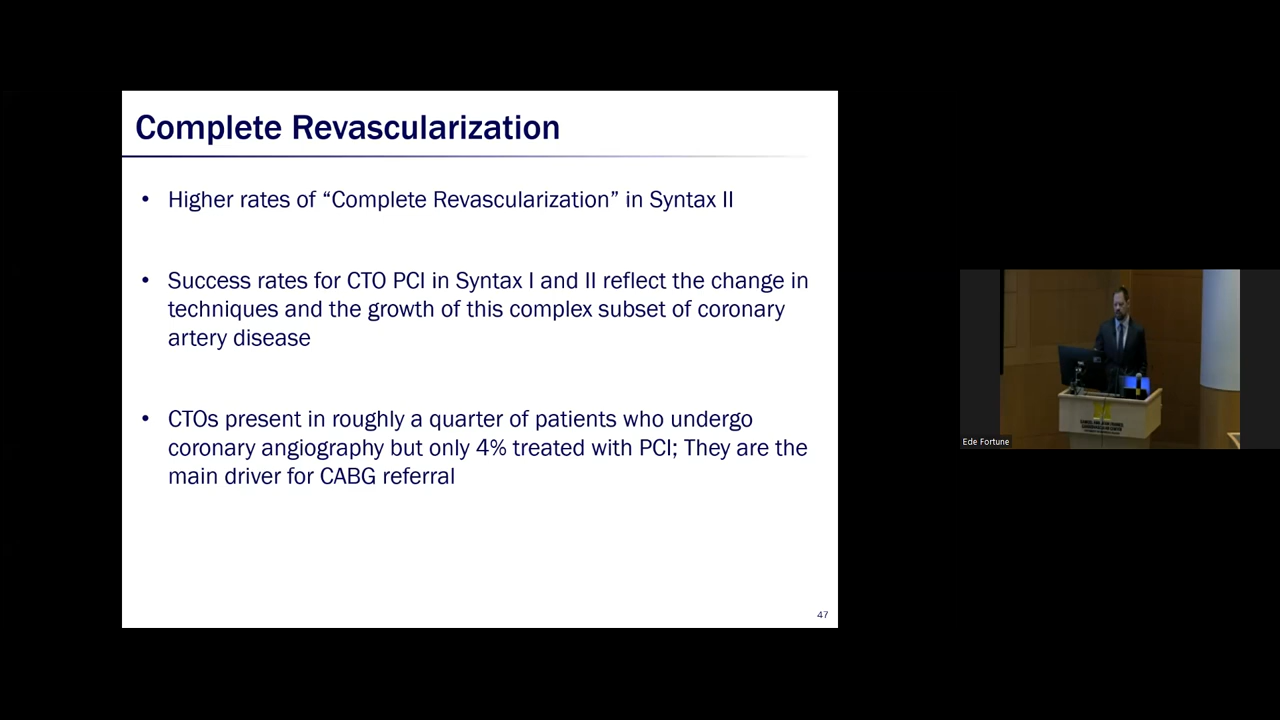 Complete Revascularization
• Higher rates of “Complete Revascularization” in Syntax II
• Success rates for CTO PCI in Syntax I and II reflect the change in
techniques and the growth of this complex subset of coronary
artery disease
• CTOs present in roughly a quarter of patients who undergo
coronary angiography but only 4% treated with PCI; They are the
main driver for CABG referral
47
Ede Fortune